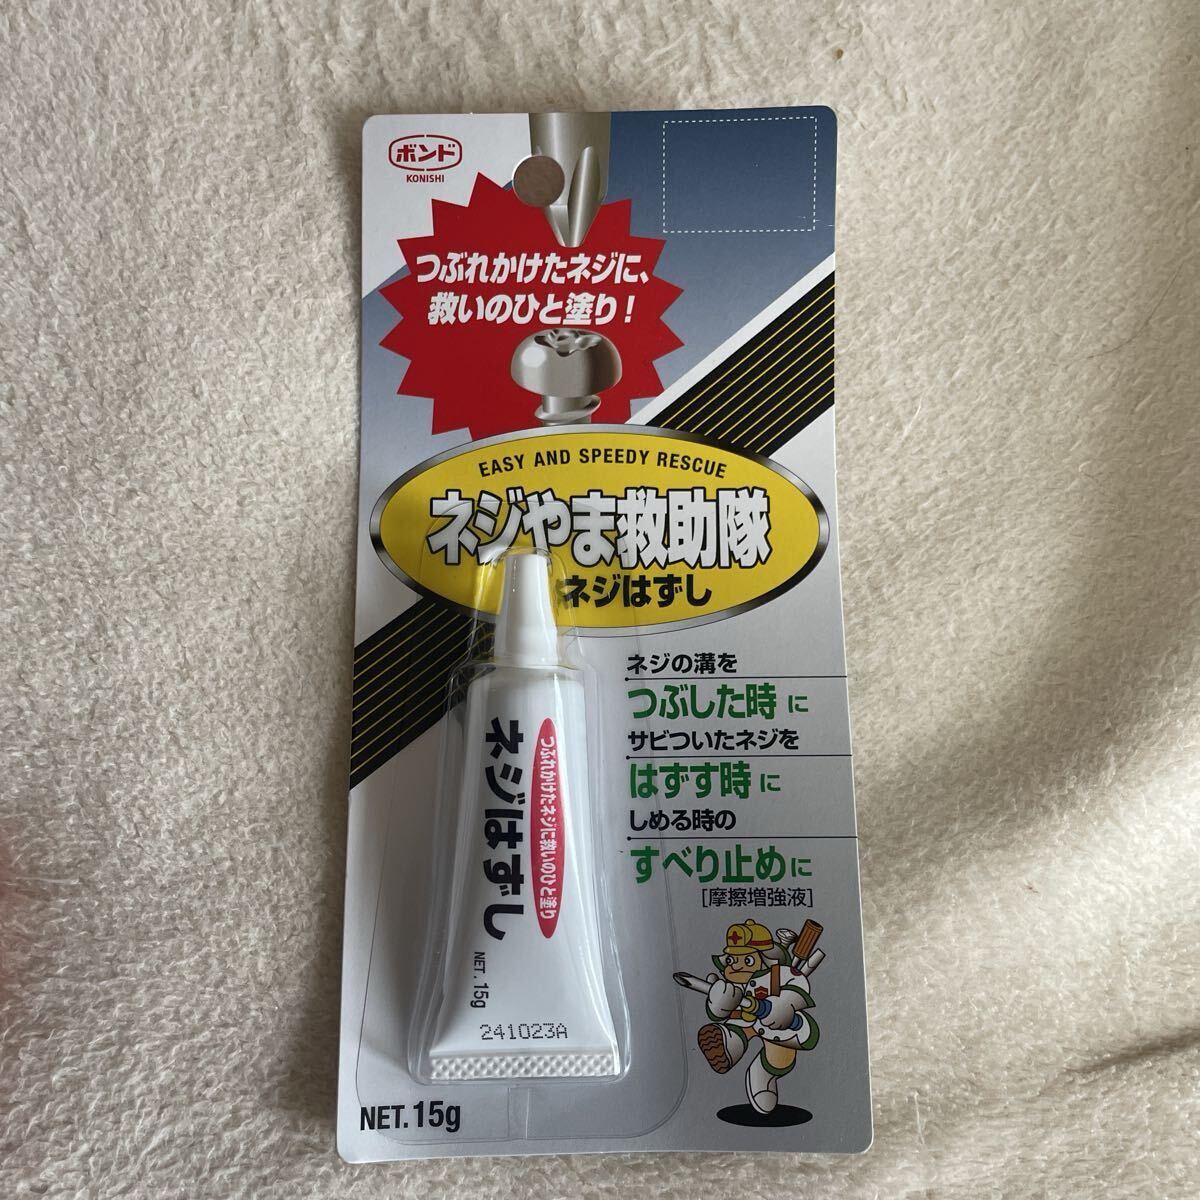 ボンド
KONISHI
つぶれかけたネジに、
救いのひと塗り!
EASY AND SPEEDY RESCUE
ネジやま救助隊
ネジはずし
ネジの溝を
つぶした時に
サビついたネジを
はずす時に
しめる時の
すべり止めに
[摩擦増強液]
つぶれかけたネジに救いのひと塗り
ネジはずし
NET. 15g
241023A
NET.15g